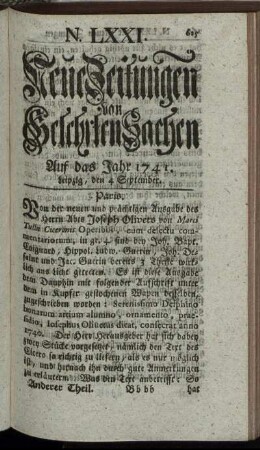 N. LXXI. 601
Neue Zeitungen
von
Gelehrten Sachen
Auf das Jahr 1741.
Leipzig, den 4 September.
Paris.
Von der neuen und prächtigen Ausgabe des
Herrn Abts Joseph Olivets von Marci
Tullii Ciceronis Operibus, cum delectu com-
mentariorum, in gr. 4. sind bey Joh. Bapt.
Coignard, Hippol. Ludw. Guerin, Joh. De-
saint und Jac. Guerin bereits 3 Theile wirk-
lich ans Licht getreten. Es ist diese Ausgabe
dem Dauphin mit folgender Aufschrift unter
dem in Kupfer gestochenen Wapen desselben,
zugeschrieben worden: Serenissimo Delphino
bonarum artium alumno, ornamento, prae-
sidio, Iosephus Olivetus dicat, consecrat anno
1740. Der Herr Herausgeber hat sich dabey
zwey Stücke vorgesetzet, nämlich den Text des
Cicero so richtig zu liefern, als es nur möglich
ist, und hernach ihn durch gute Anmerkungen
zu erläutern. Was den Text anbetrifft: So
Anderer Theil. Bbbb hat